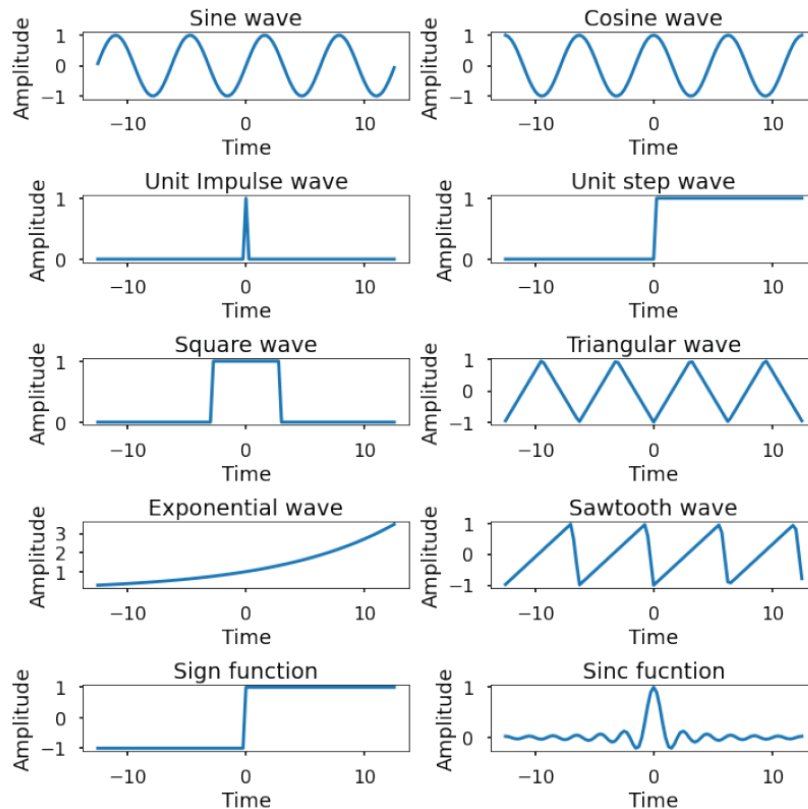 Sine wave
Cosine wave
Amplitude
1
0
−1
−10
0
10
Time
Amplitude
1
0
−1
−10
0
10
Time
Unit Impulse wave
Unit step wave
Amplitude
1
0
−10
0
10
Time
Amplitude
1
0
−10
0
10
Time
Square wave
Triangular wave
Amplitude
1
0
−10
0
10
Time
Amplitude
1
0
−1
−10
0
10
Time
Exponential wave
Sawtooth wave
Amplitude
3
2
1
−10
0
10
Time
Amplitude
1
0
−1
−10
0
10
Time
Sign function
Sinc fucntion
Amplitude
1
0
−1
−10
0
10
Time
Amplitude
1
0
−10
0
10
Time